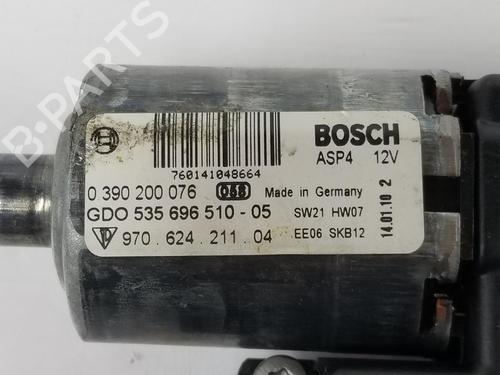 B-PARTS
BOSCH
ASP4 12V
760141048664
0 390 200 076 058 Made in Germany
GDO 535 696 510 - 05 SW21 HW07
970 . 624 . 211 . 04 EE06 SKB12
14.01.10 2